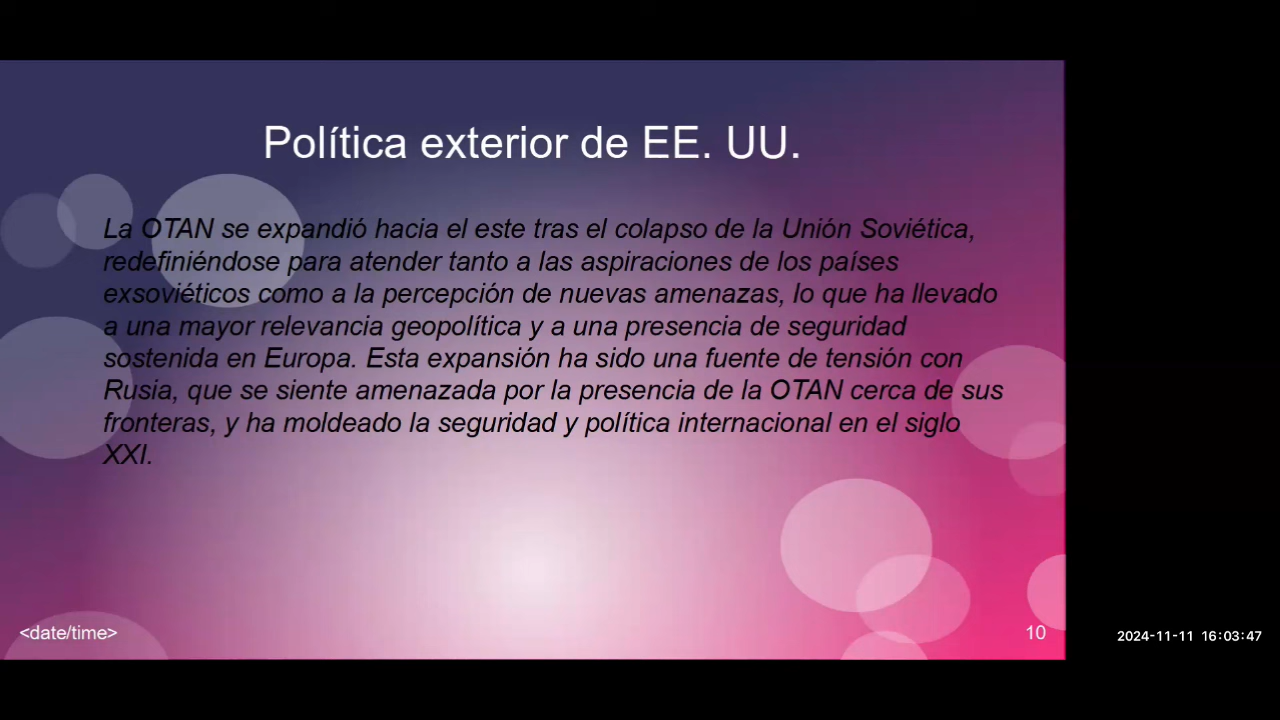 Política exterior de EE. UU.
La OTAN se expandió hacia el este tras el colapso de la Unión Soviética,
redefiniéndose para atender tanto a las aspiraciones de los países
exsoviéticos como a la percepción de nuevas amenazas, lo que ha llevado
a una mayor relevancia geopolítica y a una presencia de seguridad
sostenida en Europa. Esta expansión ha sido una fuente de tensión con
Rusia, que se siente amenazada por la presencia de la OTAN cerca de sus
fronteras, y ha moldeado la seguridad y política internacional en el siglo
XXI.
<date/time>
10
2024-11-11 16:03:47